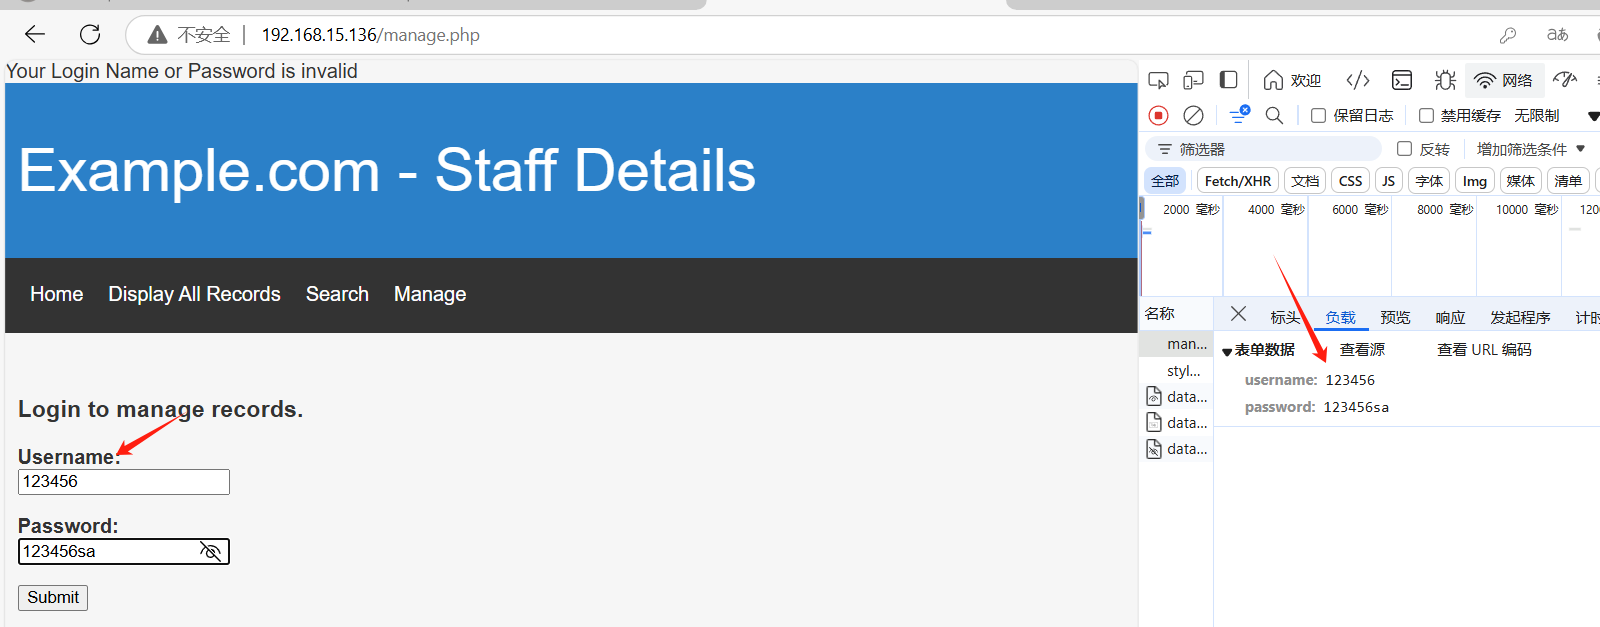 不安全 192.168.15.136/manage.php
Your Login Name or Password is invalid
Example.com - Staff Details
Home Display All Records Search Manage
Login to manage records.
Username:
123456
Password:
123456sa
Submit
欢迎 网络
保留日志 禁用缓存 无限制
筛选器 反转 增加筛选条件
全部 Fetch/XHR 文档 CSS JS 字体 Img 媒体 清单
2000 毫秒 4000 毫秒 6000 毫秒 8000 毫秒 10000 毫秒
名称 标头 负载 预览 响应 发起程序
man...
styl...
data...
data...
data...
表单数据 查看源 查看 URL 编码
username: 123456
password: 123456sa